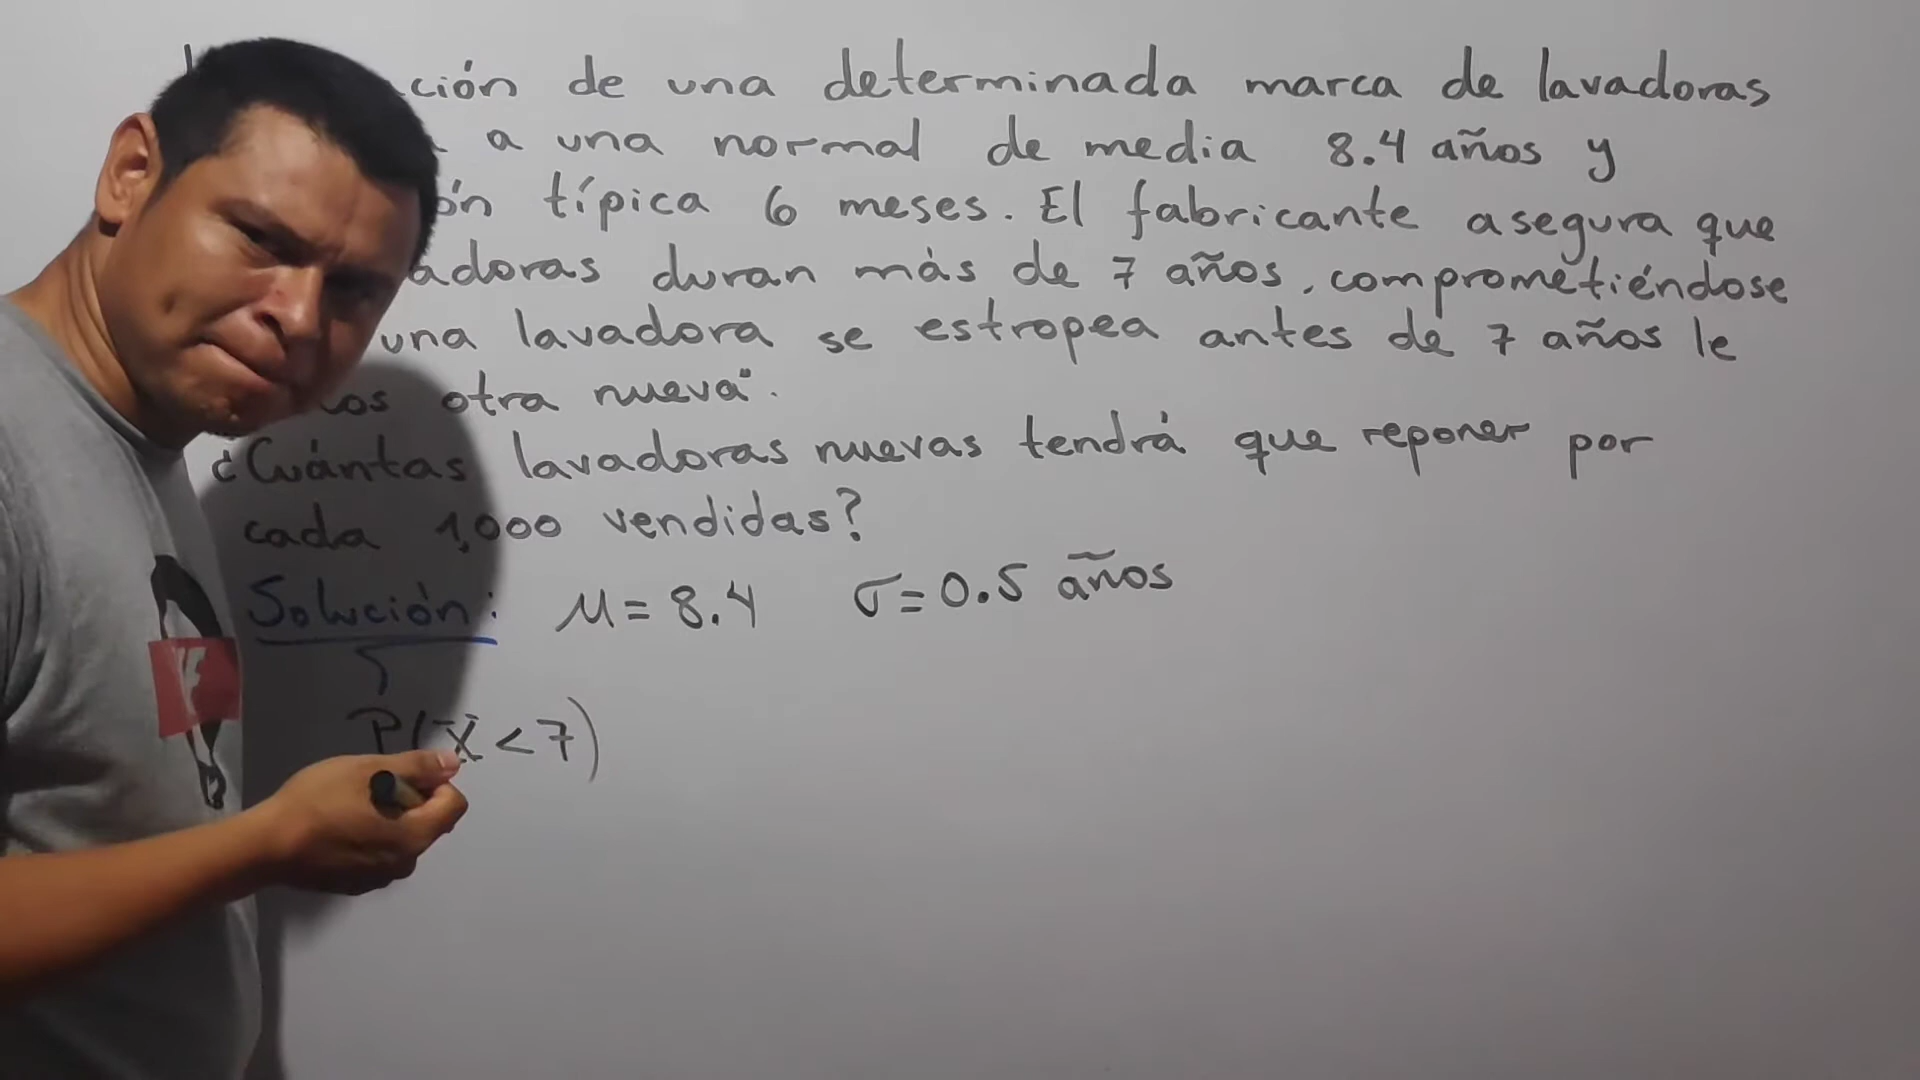 ción de una determinada marca de lavadoras
a una normal de media 8.4 años y
ón típica 6 meses. El fabricante asegura que
adoras duran más de 7 años, comprometiéndose
una lavadora se estropea antes de 7 años le
os otra nueva".
¿Cuántas lavadoras nuevas tendrá que reponer por
cada 1,000 vendidas?
Solución: μ = 8.4 σ = 0.5 años
P(X < 7)